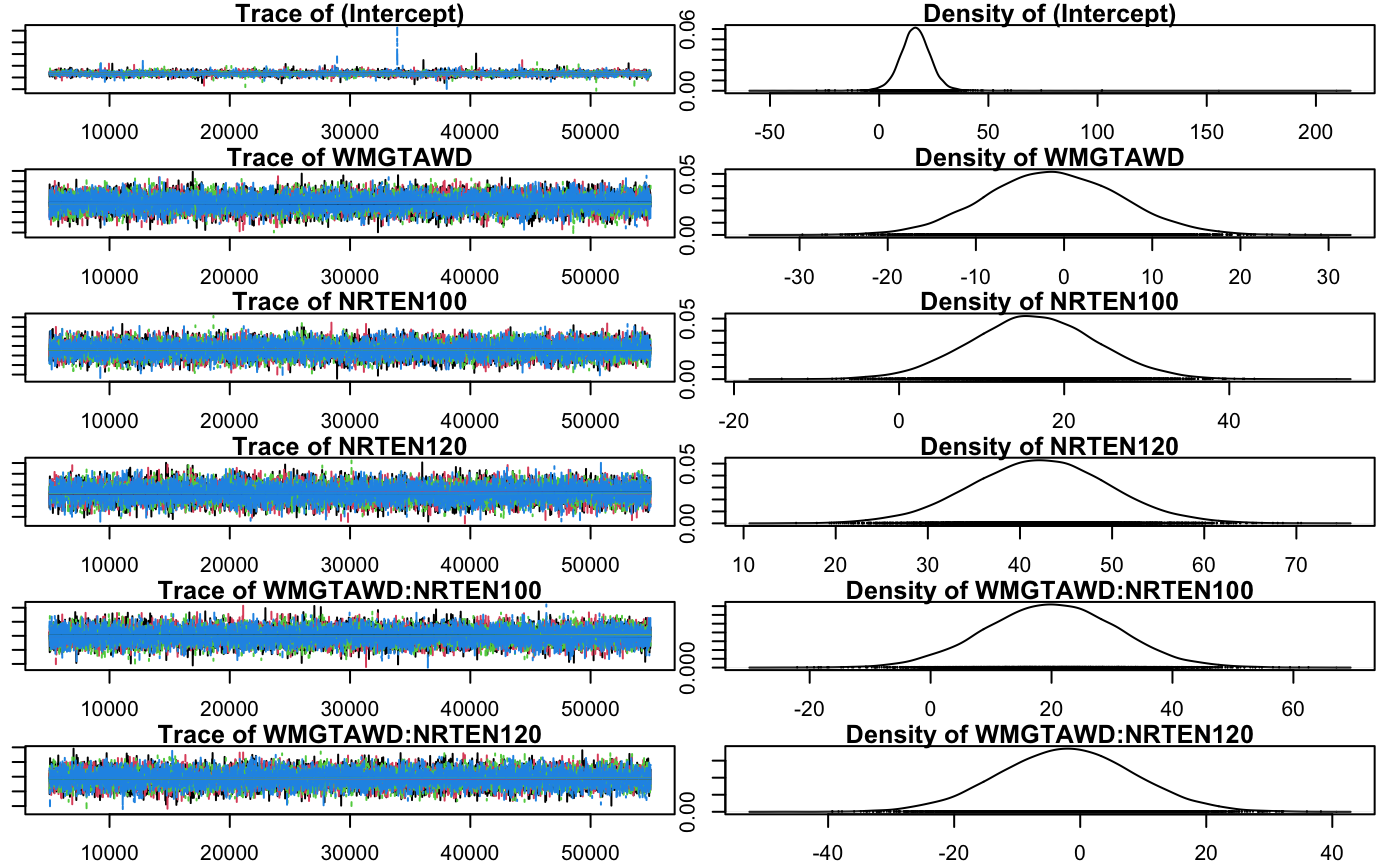 Trace of (Intercept)
10000 20000 30000 40000 50000
Density of (Intercept)
0.00 0.06
-50 0 50 100 150 200
Trace of WMGTAWD
10000 20000 30000 40000 50000
Density of WMGTAWD
0.00 0.05
-30 -20 -10 0 10 20 30
Trace of NRTEN100
10000 20000 30000 40000 50000
Density of NRTEN100
0.00 0.05
-20 0 20 40
Trace of NRTEN120
10000 20000 30000 40000 50000
Density of NRTEN120
0.00 0.05
10 20 30 40 50 60 70
Trace of WMGTAWD:NRTEN100
10000 20000 30000 40000 50000
Density of WMGTAWD:NRTEN100
0.000
-20 0 20 40 60
Trace of WMGTAWD:NRTEN120
10000 20000 30000 40000 50000
Density of WMGTAWD:NRTEN120
0.00
-40 -20 0 20 40